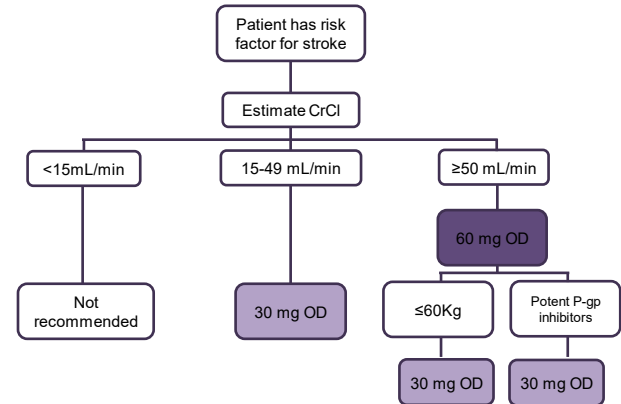 Patient has risk
factor for stroke
Estimate CrCl
<15mL/min
15-49 mL/min
≥50 mL/min
60 mg OD
Not
recommended
30 mg OD
≤60Kg
Potent P-gp
inhibitors
30 mg OD
30 mg OD